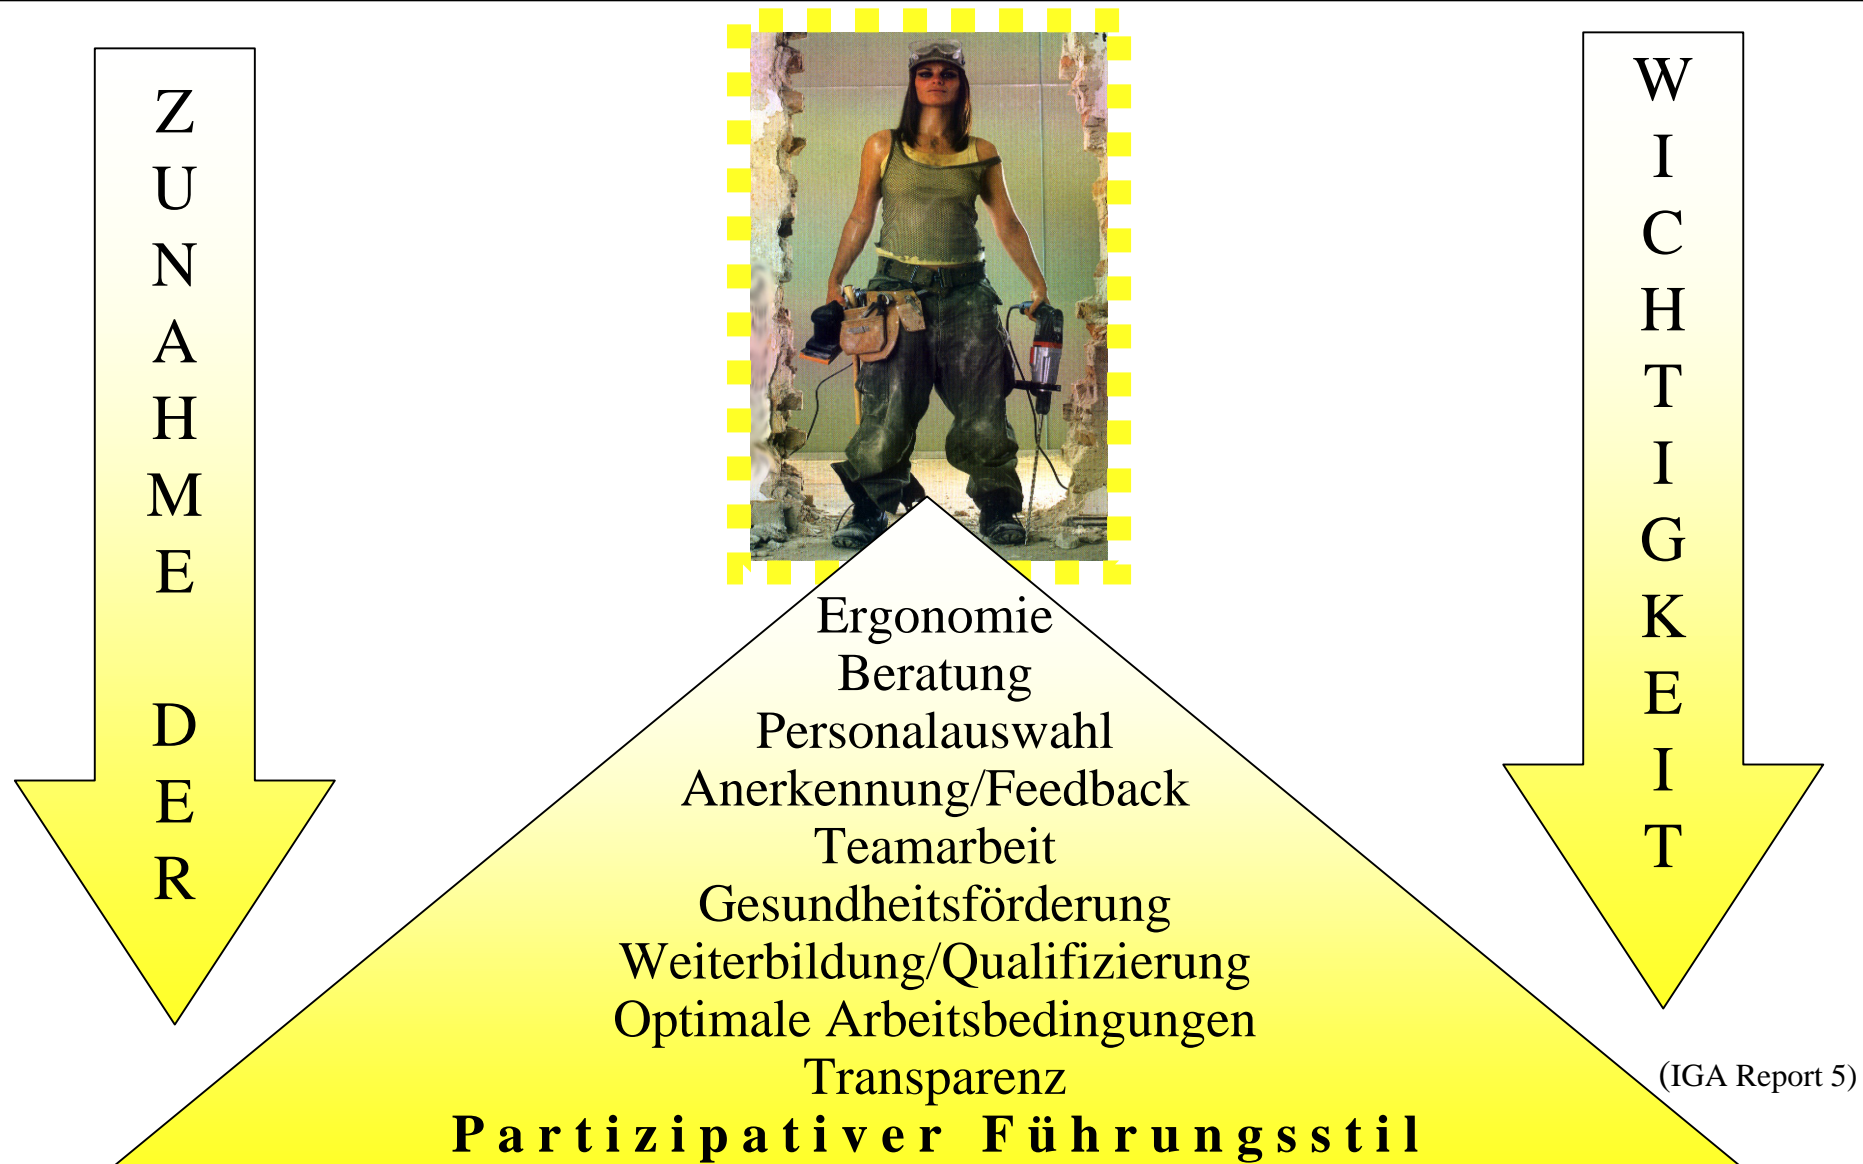 ZUNAHME DER
WICHTIGKEIT
Ergonomie
Beratung
Personalauswahl
Anerkennung/Feedback
Teamarbeit
Gesundheitsförderung
Weiterbildung/Qualifizierung
Optimale Arbeitsbedingungen
Transparenz
(IGA Report 5)
Partizipativer Führungsstil